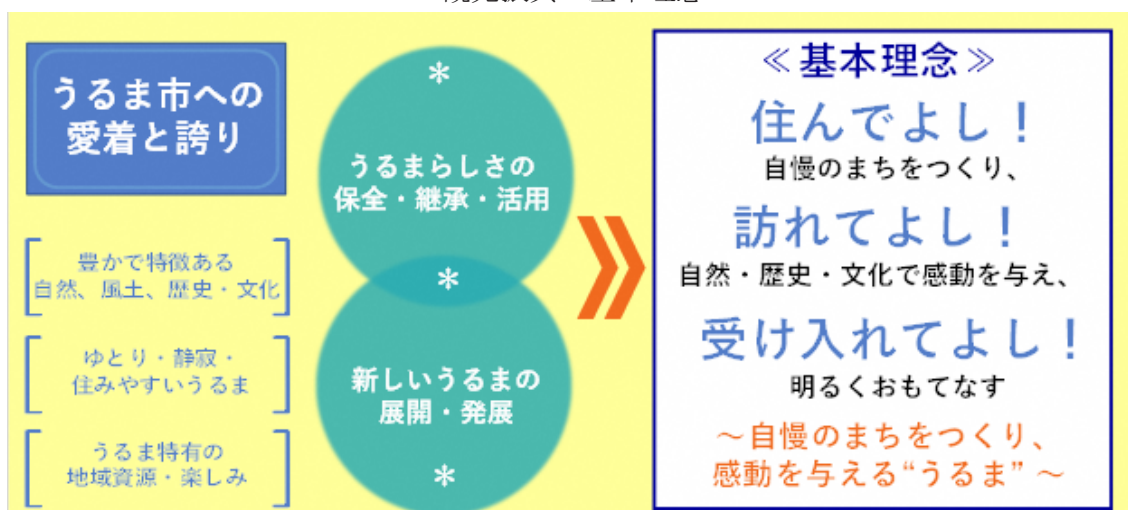 うるま市への
愛着と誇り
豊かで特徴ある
自然、風土、歴史・文化
ゆとり・静寂・
住みやすいうるま
うるま特有の
地域資源・楽しみ
*
うるまらしさの
保全・継承・活用
*
新しいうるまの
展開・発展
*
≪基本理念≫
住んでよし！
自慢のまちをつくり、
訪れてよし！
自然・歴史・文化で感動を与え、
受け入れてよし！
明るくおもてなす
～自慢のまちをつくり、
感動を与える“うるま”～